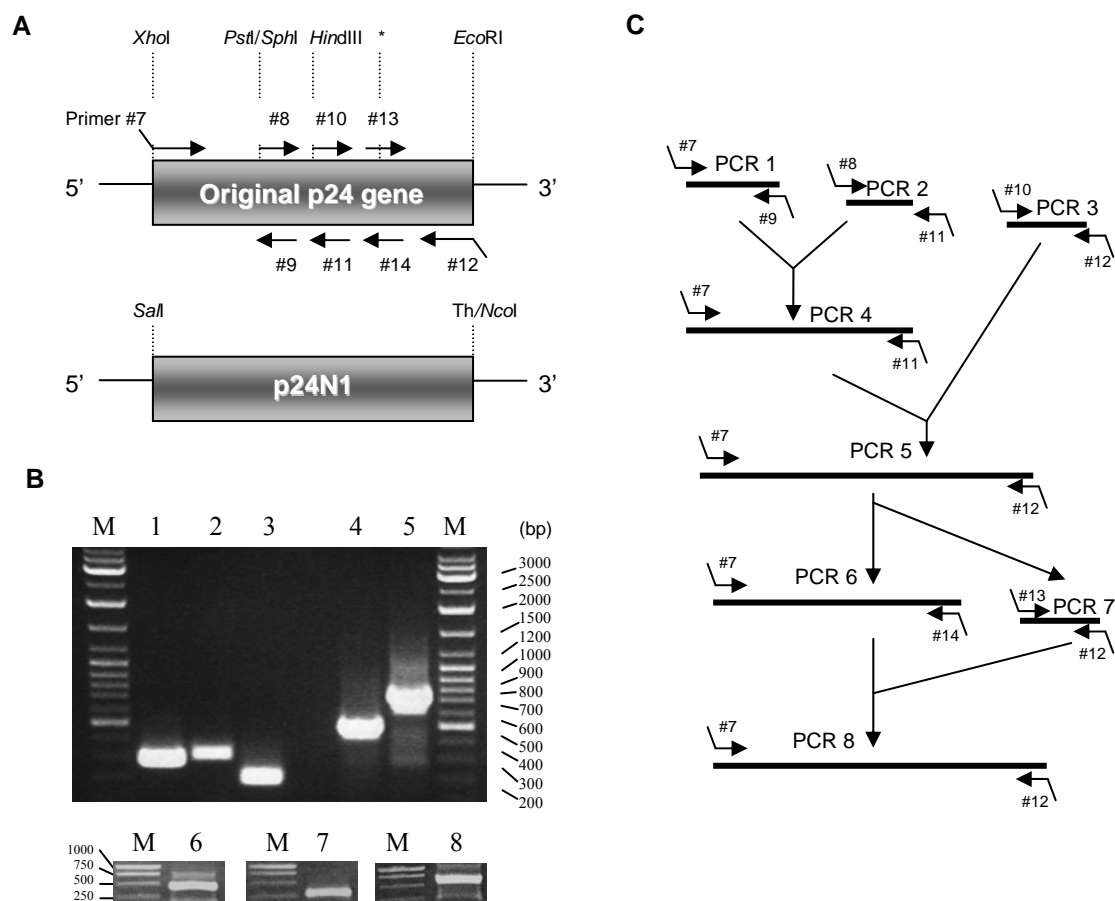 A
XhoI PstI/SphI HindIII * EcoRI
Primer #7 #8 #10 #13
5’ Original p24 gene 3’
#9 #11 #14 #12
SalI Th/NcoI
5’ p24N1 3’
B
M 1 2 3 4 5 M (bp)
3000
2500
2000
1500
1200
1000
900
800
700
600
500
400
300
200
M 6 M 7 M 8
1000
750
500
250
C
#7 PCR 1 #9
#8 PCR 2 #11
#10 PCR 3 #12
#7 PCR 4 #11
#7 PCR 5 #12
#7 PCR 6 #14
#13 PCR 7 #12
#7 PCR 8 #12